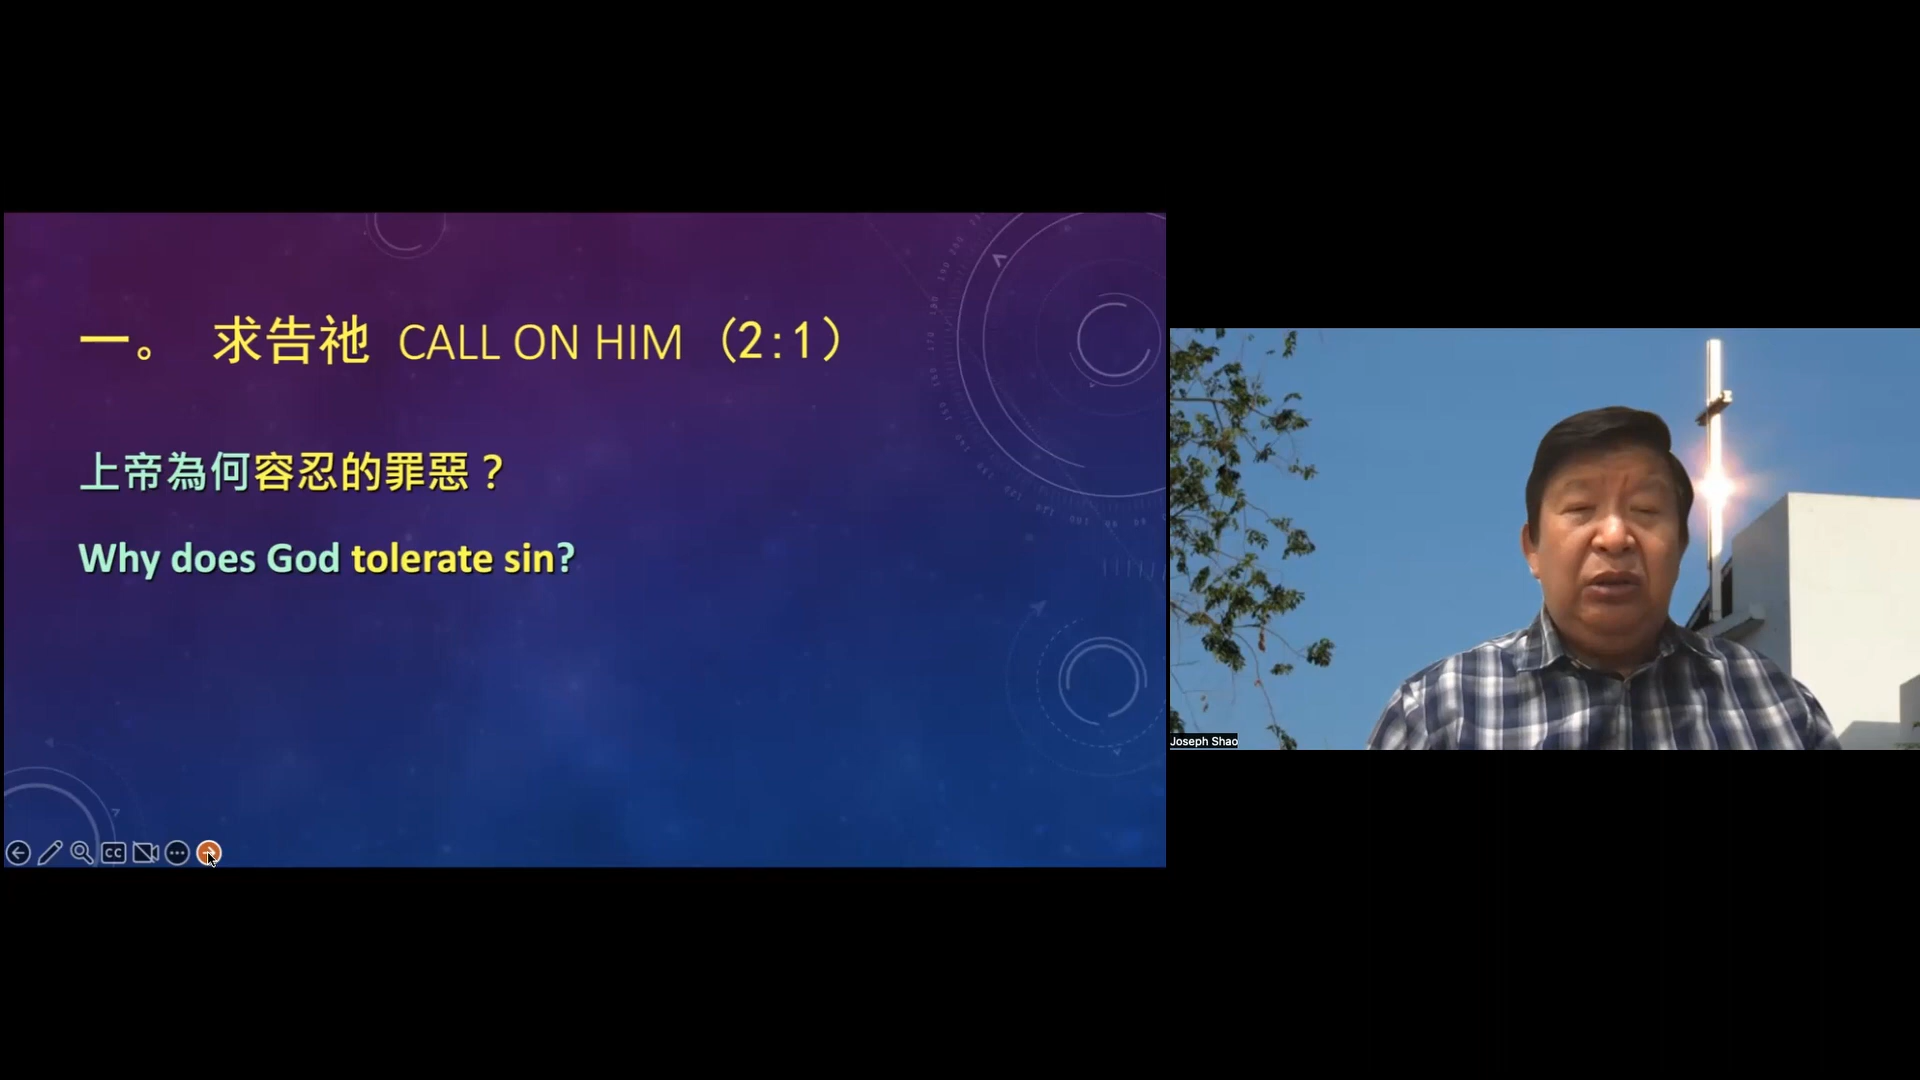 一。 求告祂 CALL ON HIM (2:1)
上帝為何容忍的罪惡？
Why does God tolerate sin?
CC
Joseph Shao